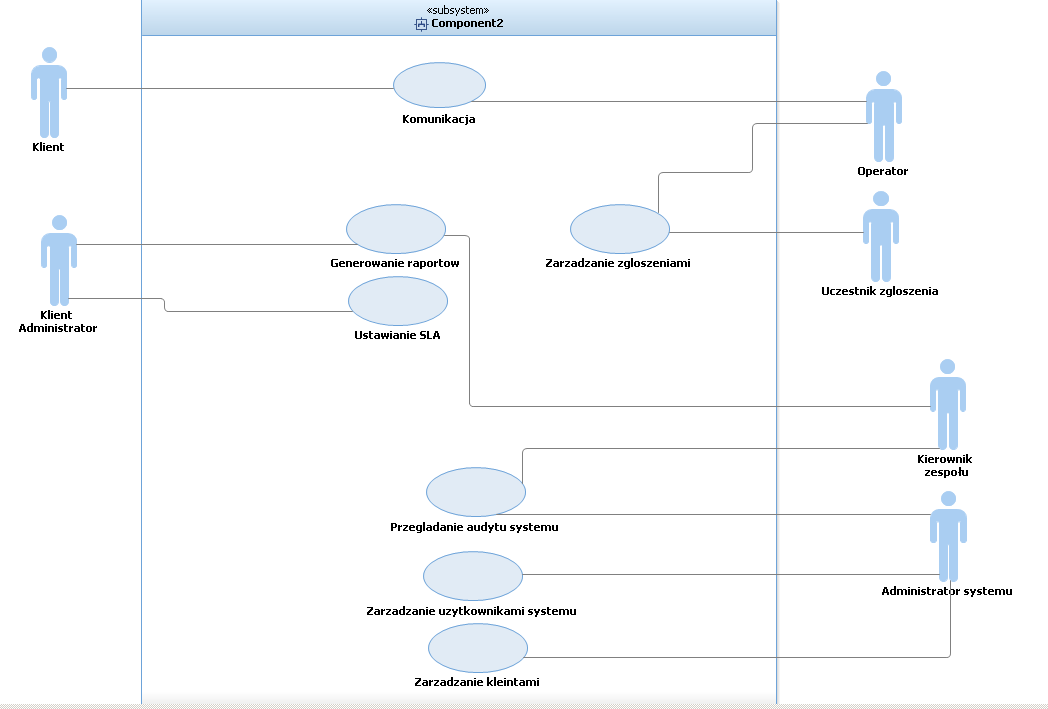 «subsystem»
Component2
Klient
Komunikacja
Operator
Klient
Administrator
Generowanie raportow
Zarzadzanie zgloszeniami
Uczestnik zgloszenia
Ustawianie SLA
Kierownik
zespołu
Przegladanie audytu systemu
Administrator systemu
Zarzadzanie uzytkownikami systemu
Zarzadzanie kleintami